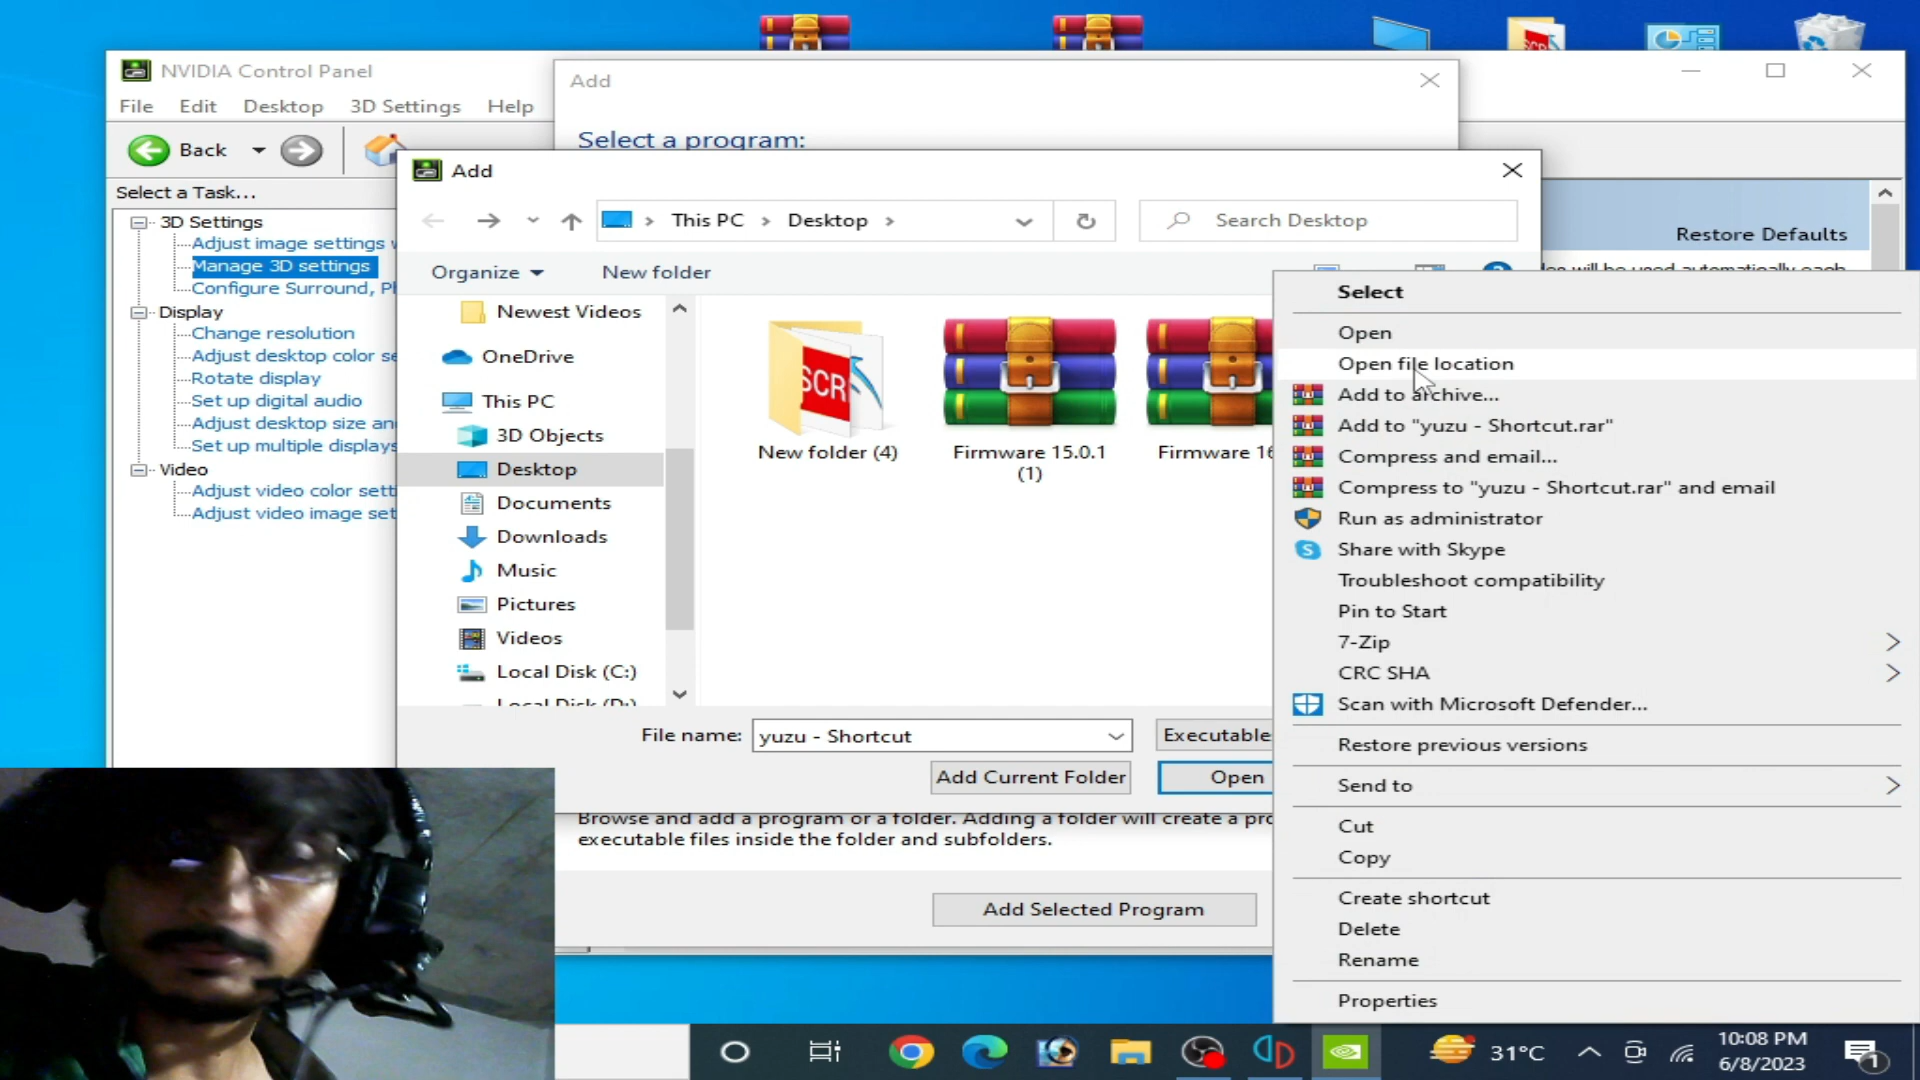 NVIDIA Control Panel
File Edit Desktop 3D Settings Help
Back
Select a Task...
3D Settings
Adjust image settings
Manage 3D settings
Configure Surround,
Display
Change resolution
Adjust desktop color
Rotate display
Set up digital audio
Adjust desktop size
Set up multiple displays
Video
Adjust video color
Adjust video image
Add
Select a program:
Add
This PC > Desktop >
Search Desktop
Organize New folder
Newest Videos
OneDrive
This PC
3D Objects
Desktop
Documents
Downloads
Music
Pictures
Videos
Local Disk (C:)
Local Disk (D:)
SCR
New folder (4)
Firmware 15.0.1
(1)
Firmware
File name: yuzu - Shortcut
Executable
Add Current Folder Open
Browse and add a program or a folder. Adding a folder will create a
executable files inside the folder and subfolders.
Add Selected Program
Restore Defaults
will be used automatically each
Select
Open
Open file location
Add to archive...
Add to "yuzu - Shortcut.rar"
Compress and email...
Compress to "yuzu - Shortcut.rar" and email
Run as administrator
Share with Skype
Troubleshoot compatibility
Pin to Start
7-Zip
CRC SHA
Scan with Microsoft Defender...
Restore previous versions
Send to
Cut
Copy
Create shortcut
Delete
Rename
Properties
31°C
10:08 PM
6/8/2023
1